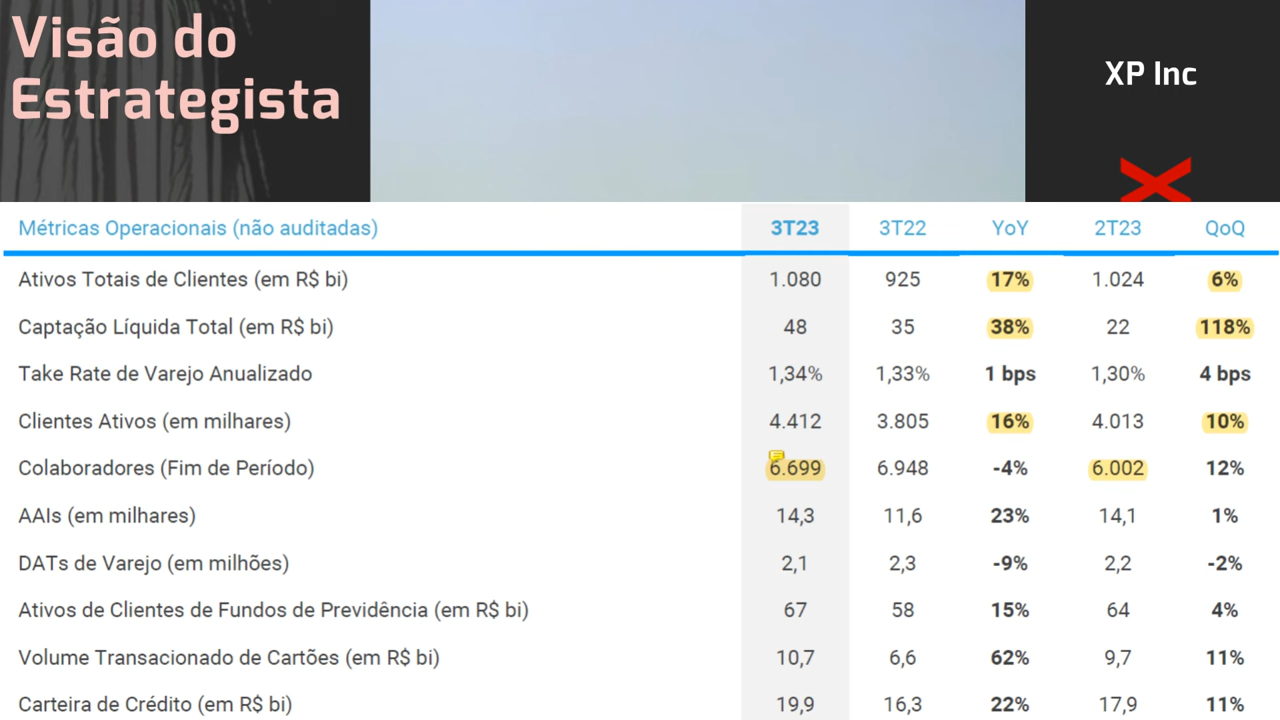 Visão do
Estrategista
XP Inc
Métricas Operacionais (não auditadas) 3T23 3T22 YoY 2T23 QoQ
Ativos Totais de Clientes (em R$ bi) 1.080 925 17% 1.024 6%
Captação Líquida Total (em R$ bi) 48 35 38% 22 118%
Take Rate de Varejo Anualizado 1,34% 1,33% 1 bps 1,30% 4 bps
Clientes Ativos (em milhares) 4.412 3.805 16% 4.013 10%
Colaboradores (Fim de Período) 6.699 6.948 -4% 6.002 12%
AAIs (em milhares) 14,3 11,6 23% 14,1 1%
DATs de Varejo (em milhões) 2,1 2,3 -9% 2,2 -2%
Ativos de Clientes de Fundos de Previdência (em R$ bi) 67 58 15% 64 4%
Volume Transacionado de Cartões (em R$ bi) 10,7 6,6 62% 9,7 11%
Carteira de Crédito (em R$ bi) 19,9 16,3 22% 17,9 11%